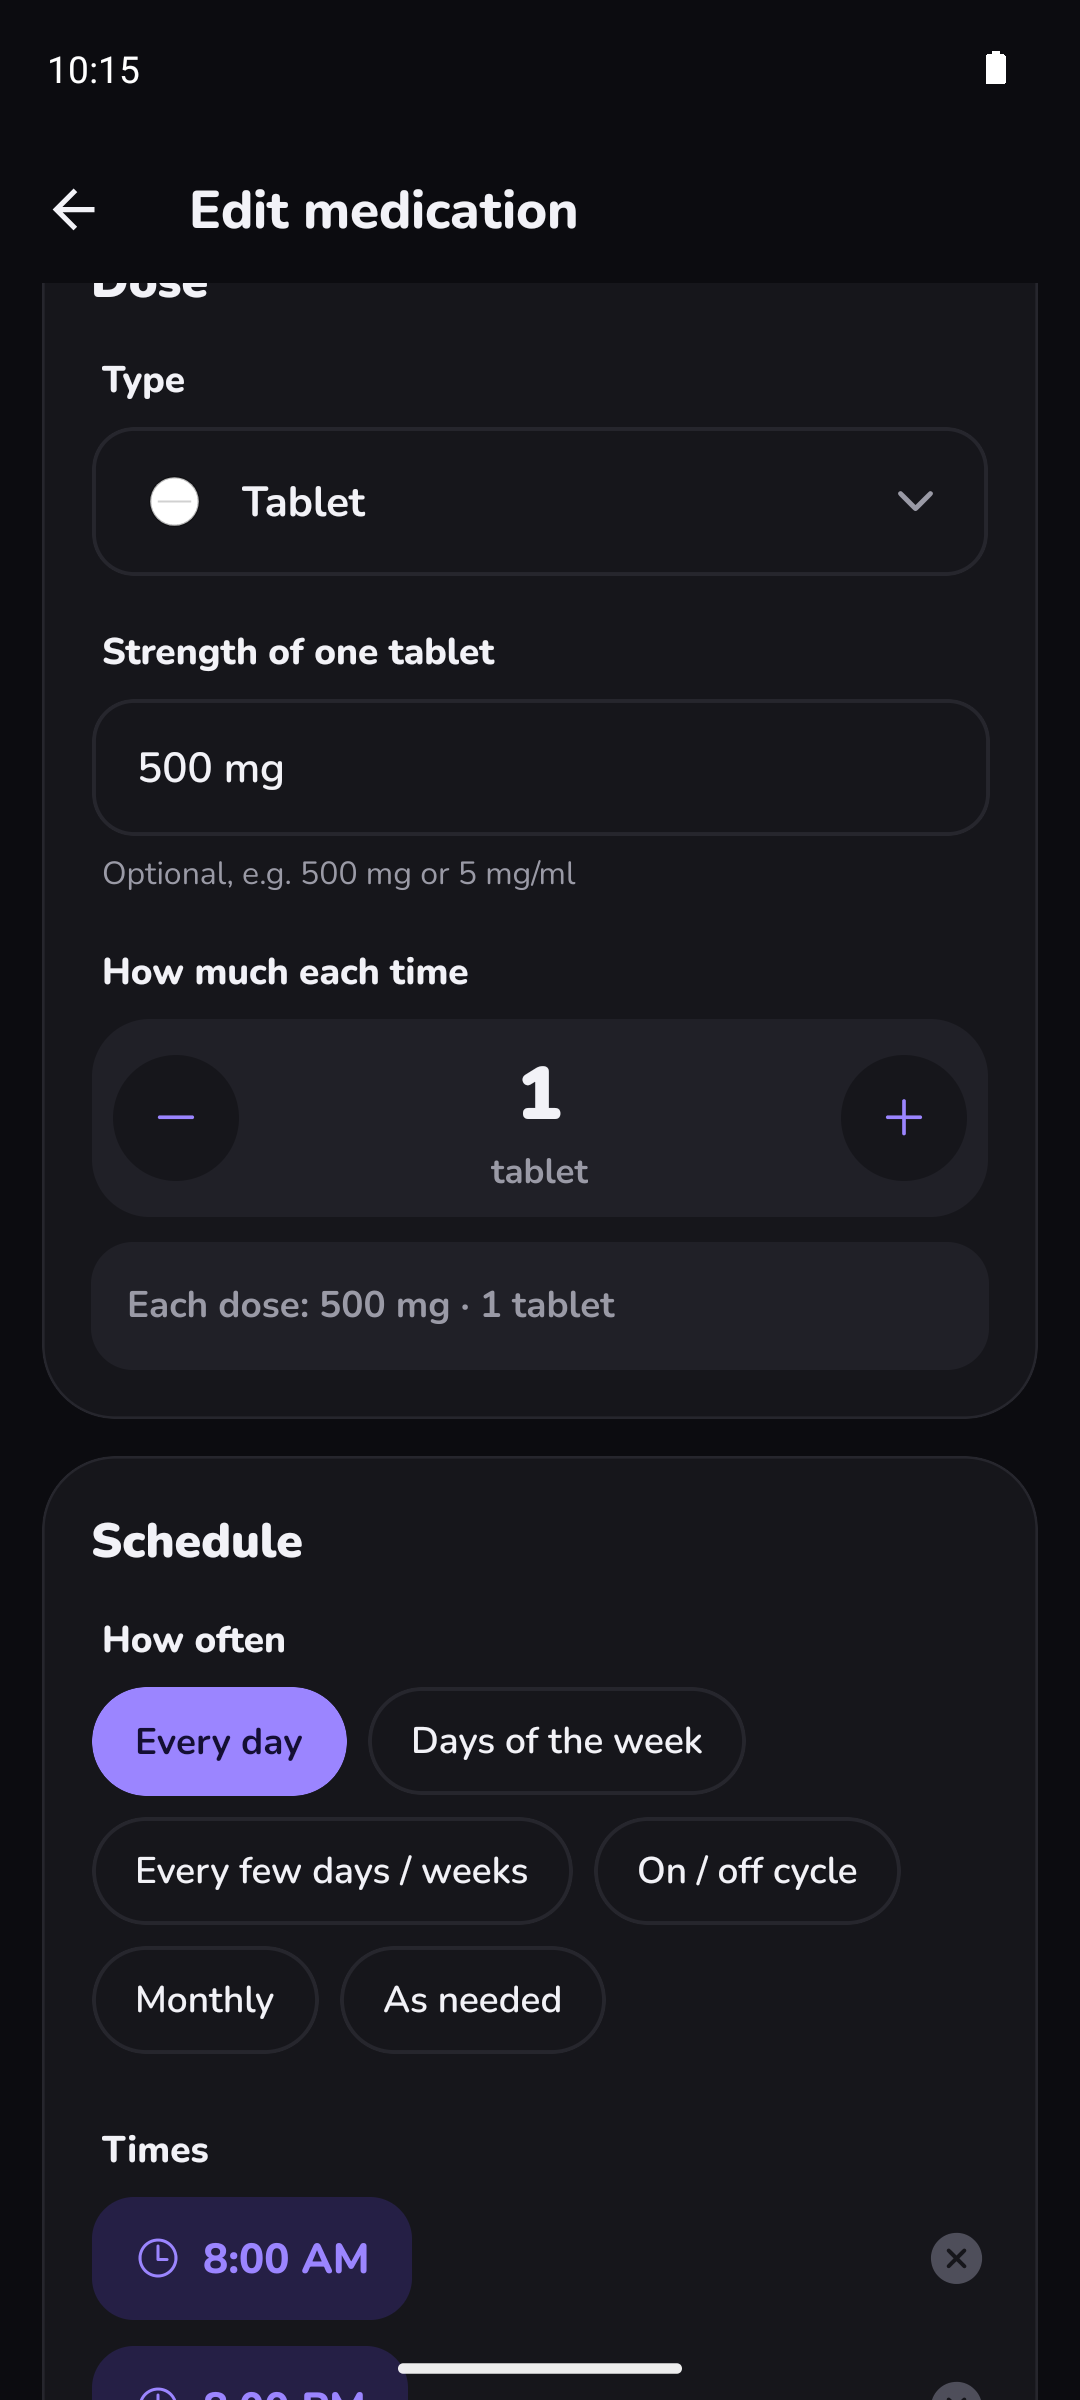 10:15
Edit medication
Dose
Type
Tablet
Strength of one tablet
500 mg
Optional, e.g. 500 mg or 5 mg/ml
How much each time
1
tablet
Each dose: 500 mg · 1 tablet
Schedule
How often
Every day
Days of the week
Every few days / weeks
On / off cycle
Monthly
As needed
Times
8:00 AM